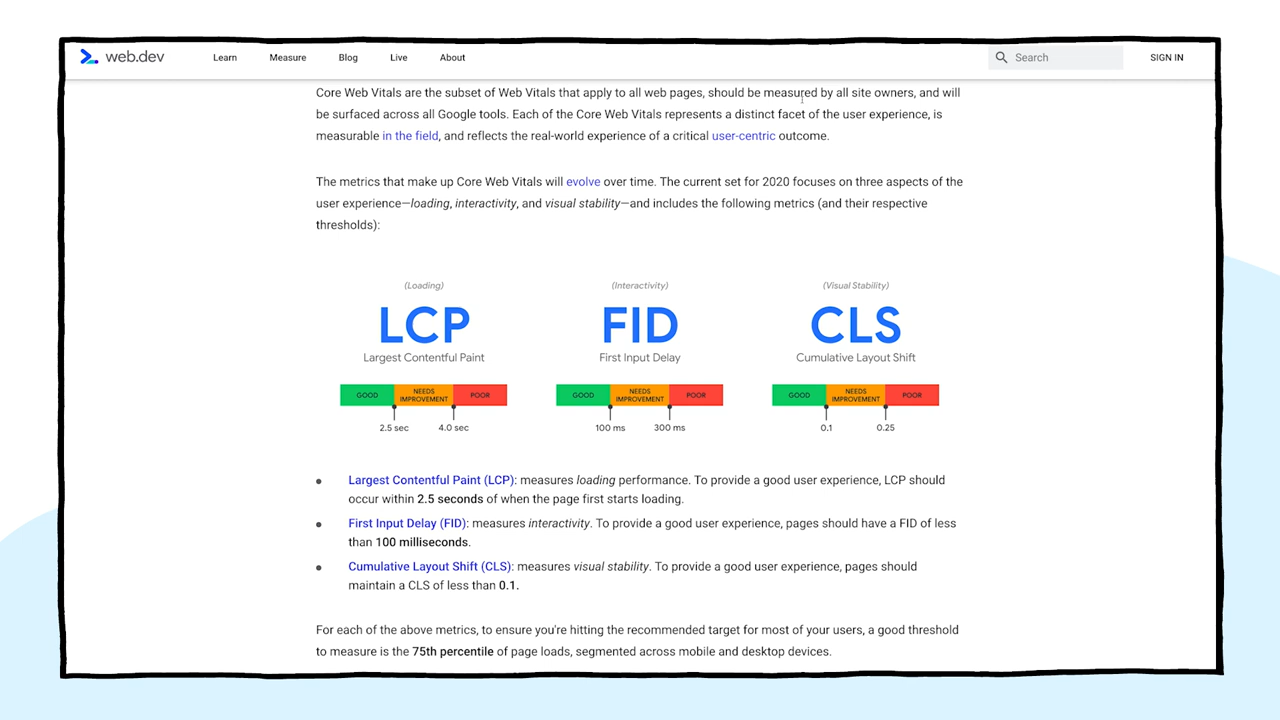 web.dev Learn Measure Blog Live About Search SIGN IN
Core Web Vitals are the subset of Web Vitals that apply to all web pages, should be measured by all site owners, and will
be surfaced across all Google tools. Each of the Core Web Vitals represents a distinct facet of the user experience, is
measurable in the field, and reflects the real-world experience of a critical user-centric outcome.
The metrics that make up Core Web Vitals will evolve over time. The current set for 2020 focuses on three aspects of the
user experience—loading, interactivity, and visual stability—and includes the following metrics (and their respective
thresholds):
(Loading)
LCP
Largest Contentful Paint
GOOD
NEEDS
IMPROVEMENT
POOR
2.5 sec 4.0 sec
(Interactivity)
FID
First Input Delay
GOOD
NEEDS
IMPROVEMENT
POOR
100 ms 300 ms
(Visual Stability)
CLS
Cumulative Layout Shift
GOOD
NEEDS
IMPROVEMENT
POOR
0.1 0.25
Largest Contentful Paint (LCP): measures loading performance. To provide a good user experience, LCP should
occur within 2.5 seconds of when the page first starts loading.
First Input Delay (FID): measures interactivity. To provide a good user experience, pages should have a FID of less
than 100 milliseconds.
Cumulative Layout Shift (CLS): measures visual stability. To provide a good user experience, pages should
maintain a CLS of less than 0.1.
For each of the above metrics, to ensure you're hitting the recommended target for most of your users, a good threshold
to measure is the 75th percentile of page loads, segmented across mobile and desktop devices.